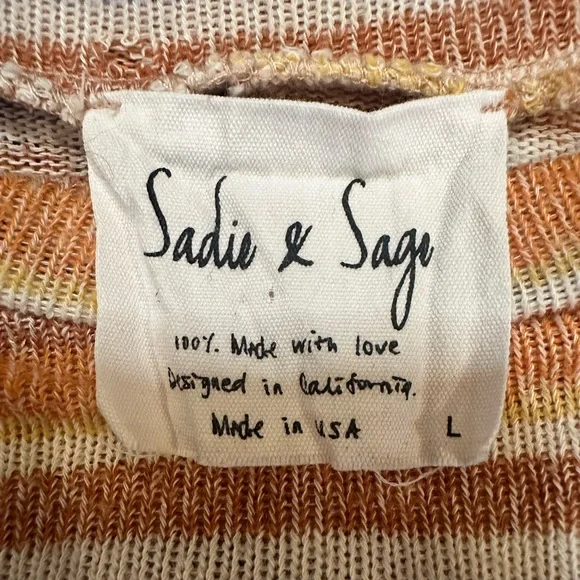 Sadie & Sage
100%. Made with love
Designed in California.
Made in USA L